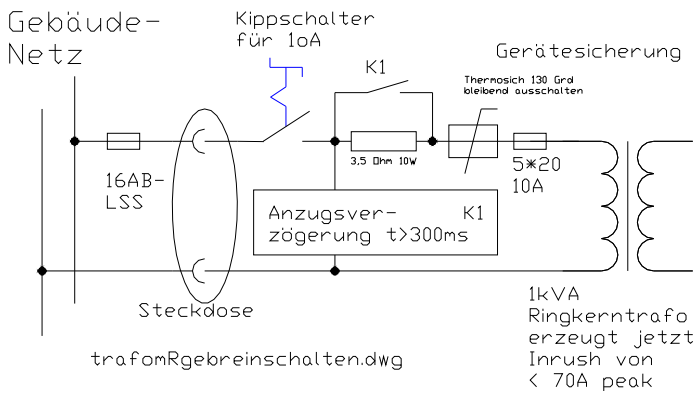 Gebäude-
Netz
Kippschalter
für 1oA
K1
Gerätesicherung
Thermosich 130 Grd
bleibend ausschalten
3,5 Ohm 10W
5*20
10A
16AB-
LSS
Anzugsver- K1
zögerung t>300ms
Steckdose
1kVA
Ringkerntrafo
erzeugt jetzt
Inrush von
< 70A peak
trafomRgebreinschalten.dwg